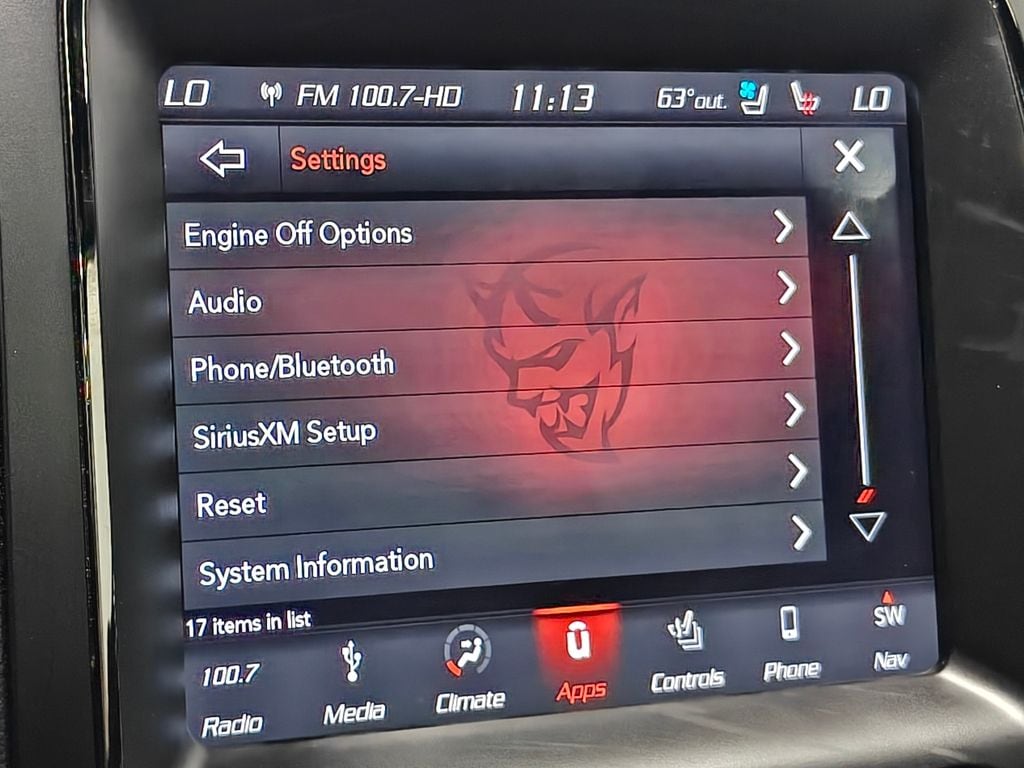 LO FM 100.7-HD 11:13 63°out. LO
Settings
Engine Off Options
Audio
Phone/Bluetooth
SiriusXM Setup
Reset
System Information
17 items in list
100.7 SW
Radio Media Climate Apps Controls Phone Nav